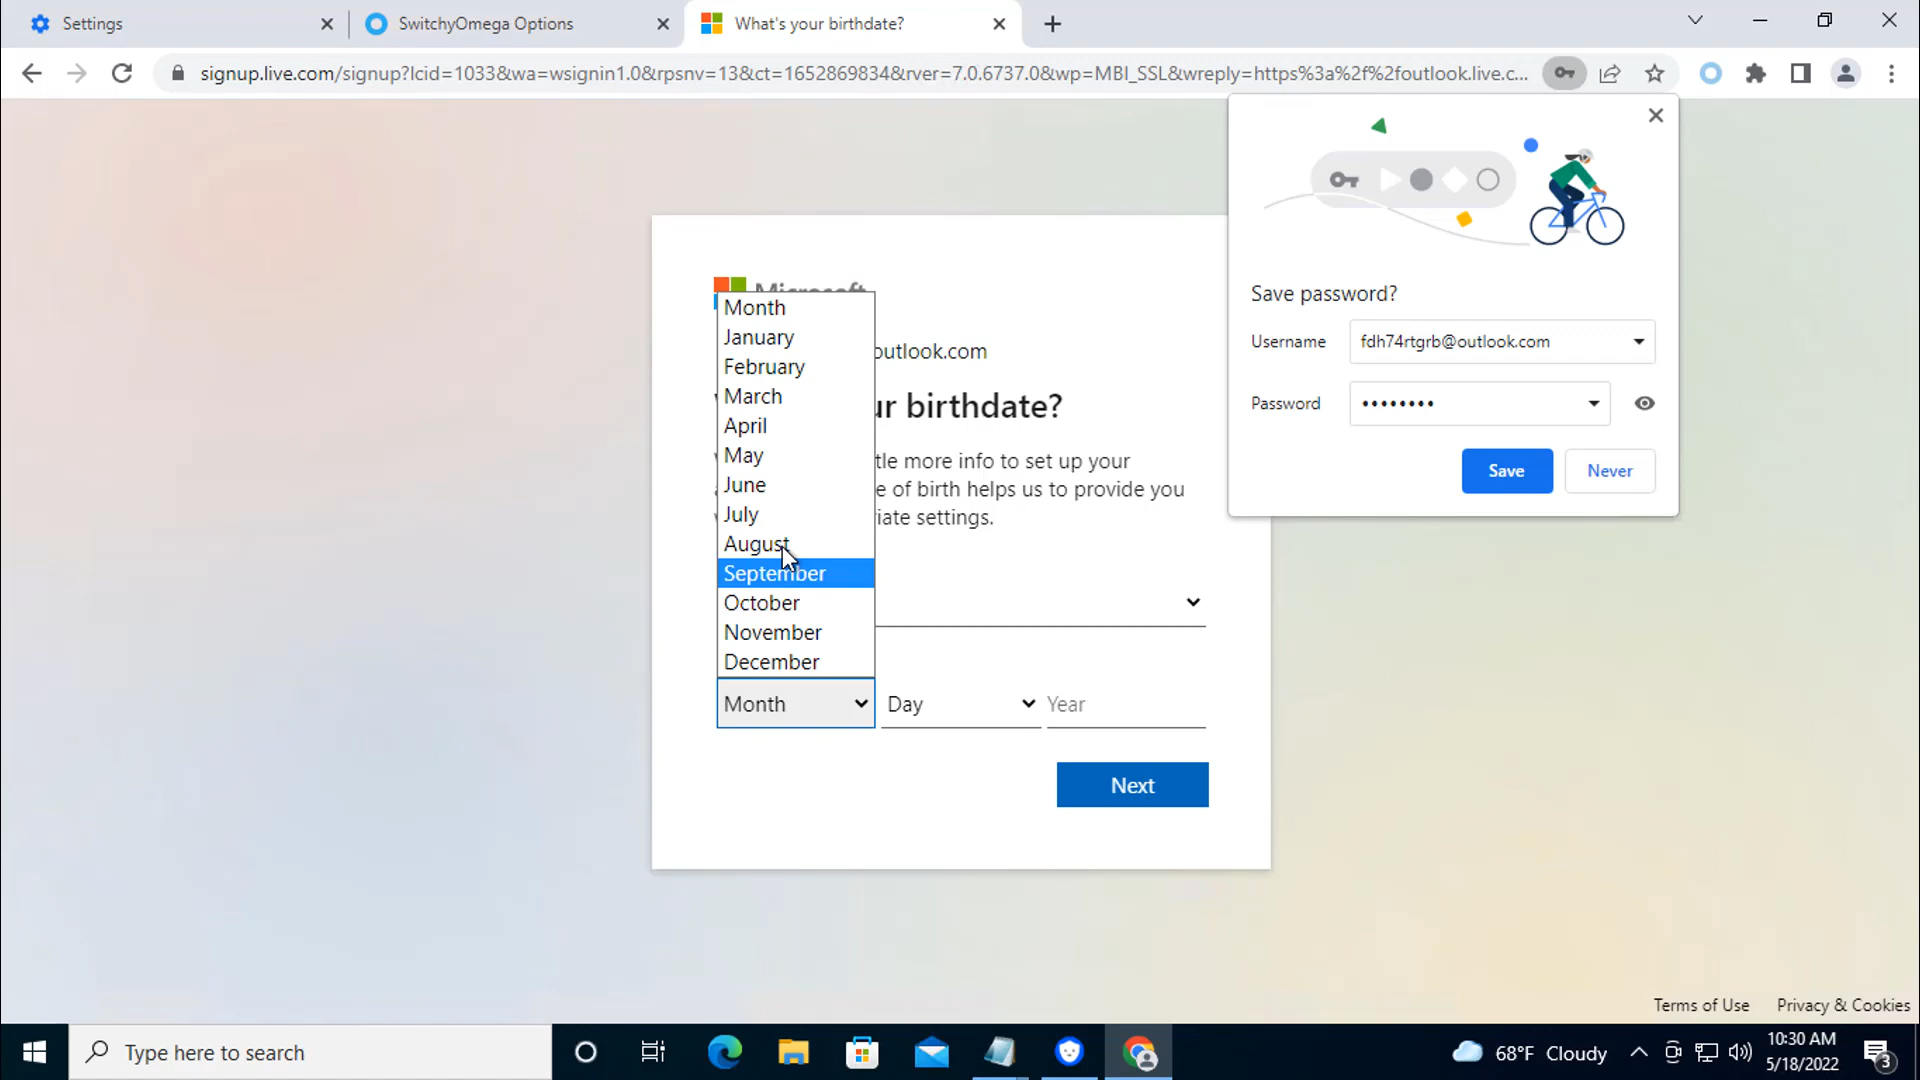 Settings
SwitchyOmega Options
What's your birthdate?
signup.live.com/signup?lcid=1033&wa=wsignin1.0&rpsnv=13&ct=1652869834&rver=7.0.6737.0&wp=MBI_SSL&wreply=https%3a%2f%2foutlook.live.c...
Save password?
Username
fdh74rtgrb@outlook.com
Password
••••••••
Save
Never
Microsoft
outlook.com
ur birthdate?
tle more info to set up your
e of birth helps us to provide you
iate settings.
Month
January
February
March
April
May
June
July
August
September
October
November
December
Month
Day
Year
Next
Terms of Use
Privacy & Cookies
Type here to search
68°F Cloudy
10:30 AM
5/18/2022
3